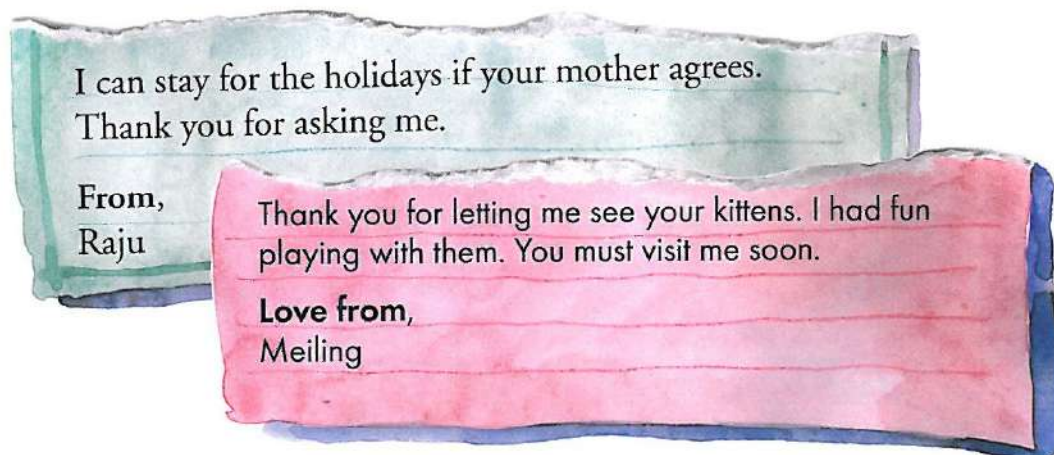 I can stay for the holidays if your mother agrees.
Thank you for asking me.
From,
Raju
Thank you for letting me see your kittens. I had fun
playing with them. You must visit me soon.
Love from,
Meiling